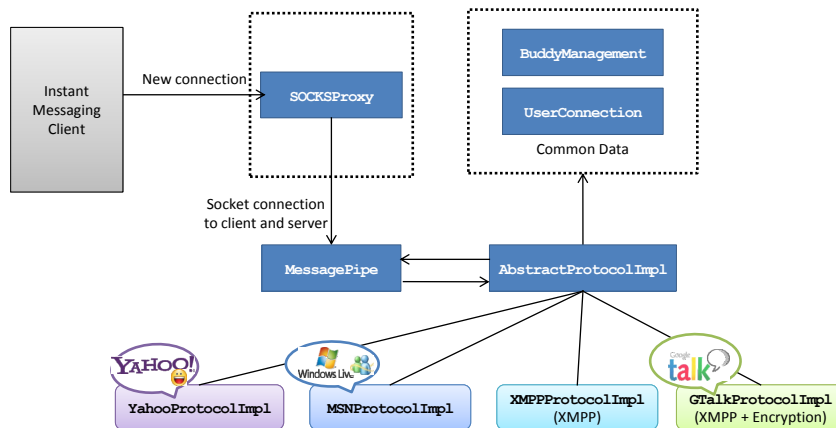 Instant
Messaging
Client
New connection
SOCKSProxy
BuddyManagement
UserConnection
Common Data
Socket connection
to client and server
MessagePipe
AbstractProtocolImpl
YAHOO!
Windows Live
Google
talk
YahooProtocolImpl
MSNProtocolImpl
XMPPProtocolImpl
(XMPP)
GTalkProtocolImpl
(XMPP + Encryption)